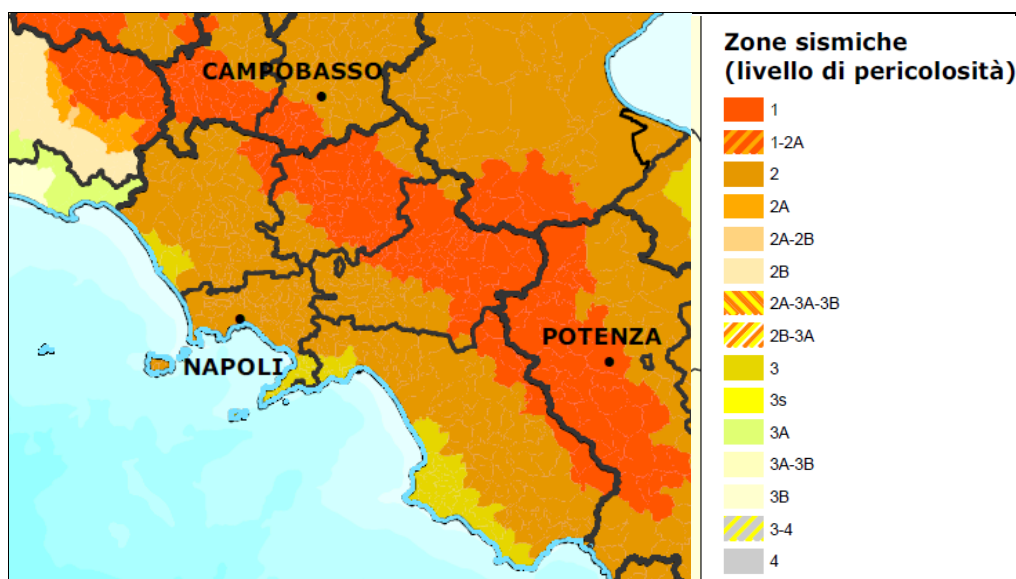 CAMPOBASSO
POTENZA
NAPOLI
Zone sismiche
(livello di pericolosità)
1
1-2A
2
2A
2A-2B
2B
2A-3A-3B
2B-3A
3
3s
3A
3A-3B
3B
3-4
4